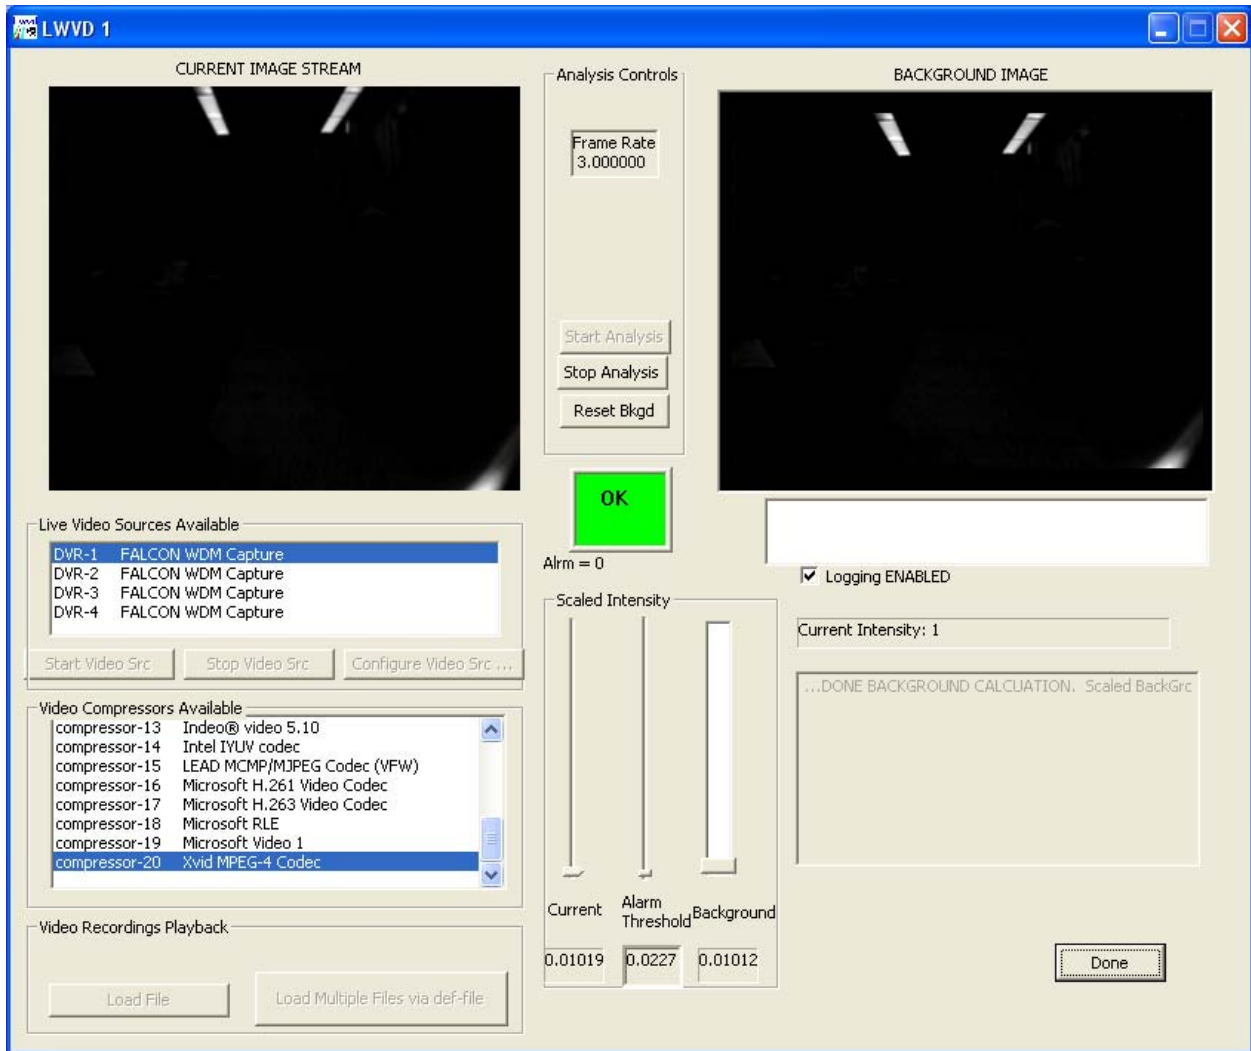 LWVD 1
CURRENT IMAGE STREAM
Analysis Controls
BACKGROUND IMAGE
Frame Rate
3.000000
Start Analysis
Stop Analysis
Reset Bkgd
OK
Alrm = 0
Live Video Sources Available
DVR-1 FALCON WDM Capture
DVR-2 FALCON WDM Capture
DVR-3 FALCON WDM Capture
DVR-4 FALCON WDM Capture
Start Video Src
Stop Video Src
Configure Video Src ...
Video Compressors Available
compressor-13 Indeo® video 5.10
compressor-14 Intel IYUV codec
compressor-15 LEAD MCMP/MJPEG Codec (VFW)
compressor-16 Microsoft H.261 Video Codec
compressor-17 Microsoft H.263 Video Codec
compressor-18 Microsoft RLE
compressor-19 Microsoft Video 1
compressor-20 Xvid MPEG-4 Codec
Video Recordings Playback
Load File
Load Multiple Files via def-file
Scaled Intensity
Current
Alarm
Threshold
Background
0.01019
0.0227
0.01012
Logging ENABLED
Current Intensity: 1
...DONE BACKGROUND CALCUATION. Scaled BackGrc
Done